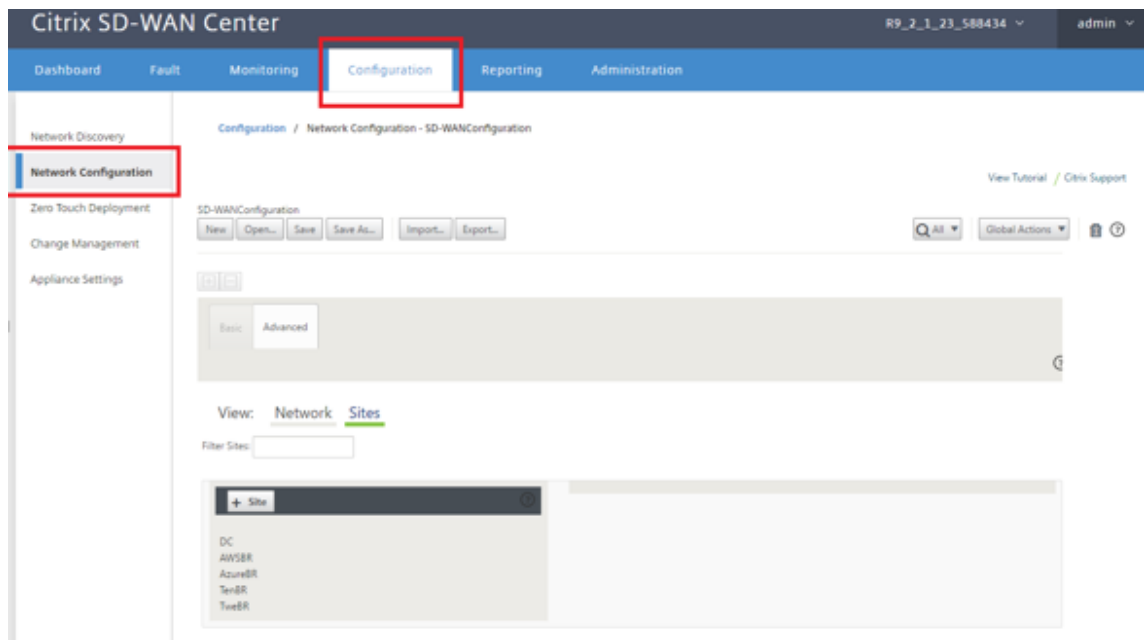 Citrix SD-WAN Center R9_2_1_23_588434 admin
Dashboard Fault Monitoring Configuration Reporting Administration
Configuration / Network Configuration - SD-WANConfiguration
Network Discovery
Network Configuration
Zero Touch Deployment
Change Management
Appliance Settings
View Tutorial / Citrix Support
SD-WANConfiguration
New Open... Save Save As... Import... Export... All Global Actions ?
Basic Advanced
?
View: Network Sites
Filter Sites:
+ Site ?
DC
AWSBR
AzureBR
TenBR
TweBR